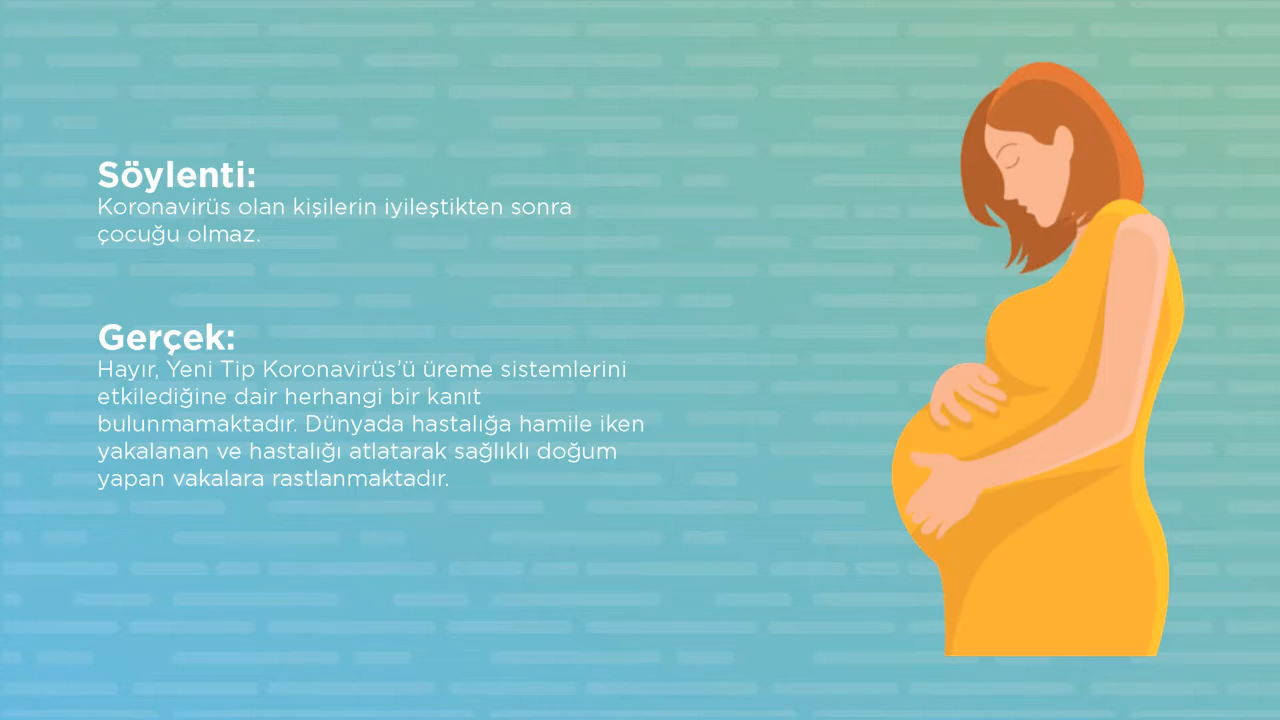 Söylenti:
Koronavirüs olan kişilerin iyileştikten sonra
çocuğu olmaz.
Gerçek:
Hayır, Yeni Tip Koronavirüs’ü üreme sistemlerini
etkilediğine dair herhangi bir kanıt
bulunmamaktadır. Dünyada hastalığa hamile iken
yakalanan ve hastalığı atlatarak sağlıklı doğum
yapan vakalara rastlanmaktadır.